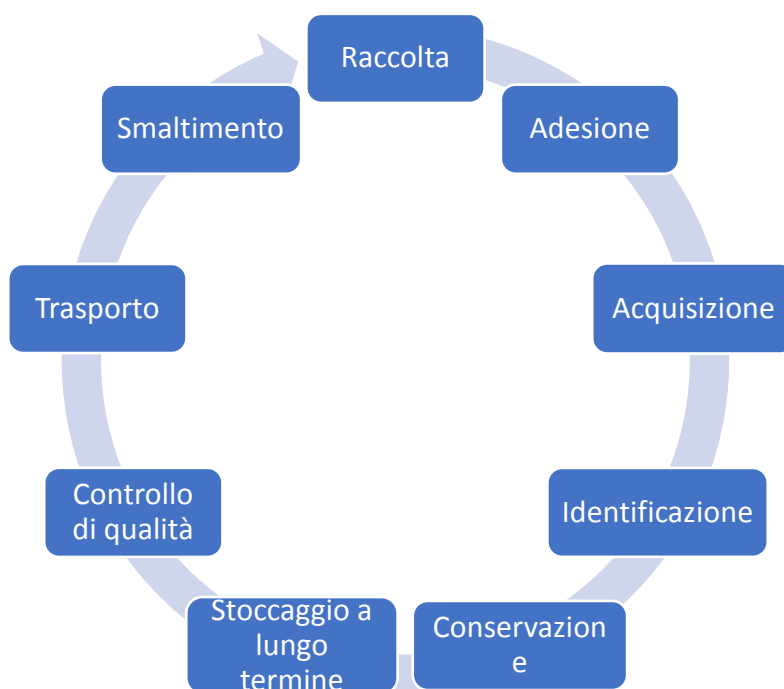 Raccolta
Adesione
Acquisizione
Identificazione
Conservazion
e
Stoccaggio a
lungo
termine
Controllo
di qualità
Trasporto
Smaltimento